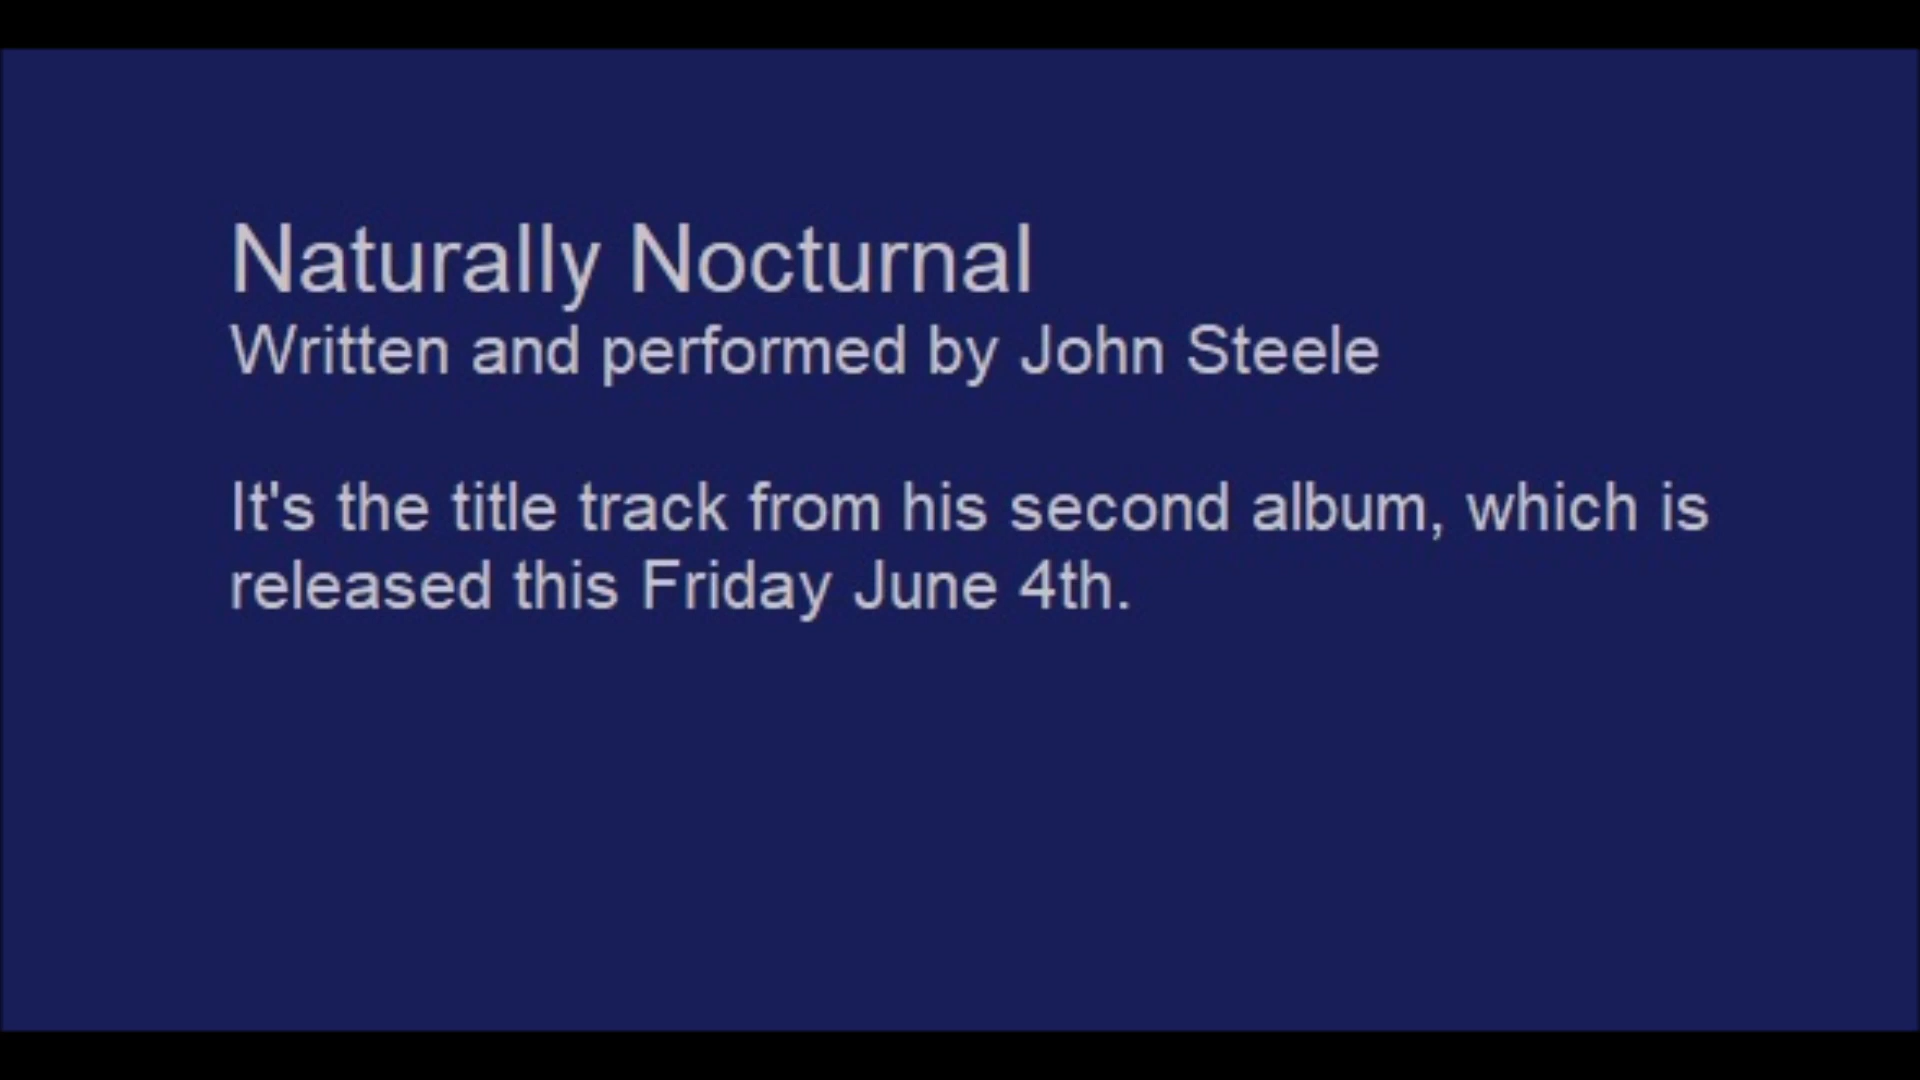 Naturally Nocturnal
Written and performed by John Steele
It's the title track from his second album, which is
released this Friday June 4th.